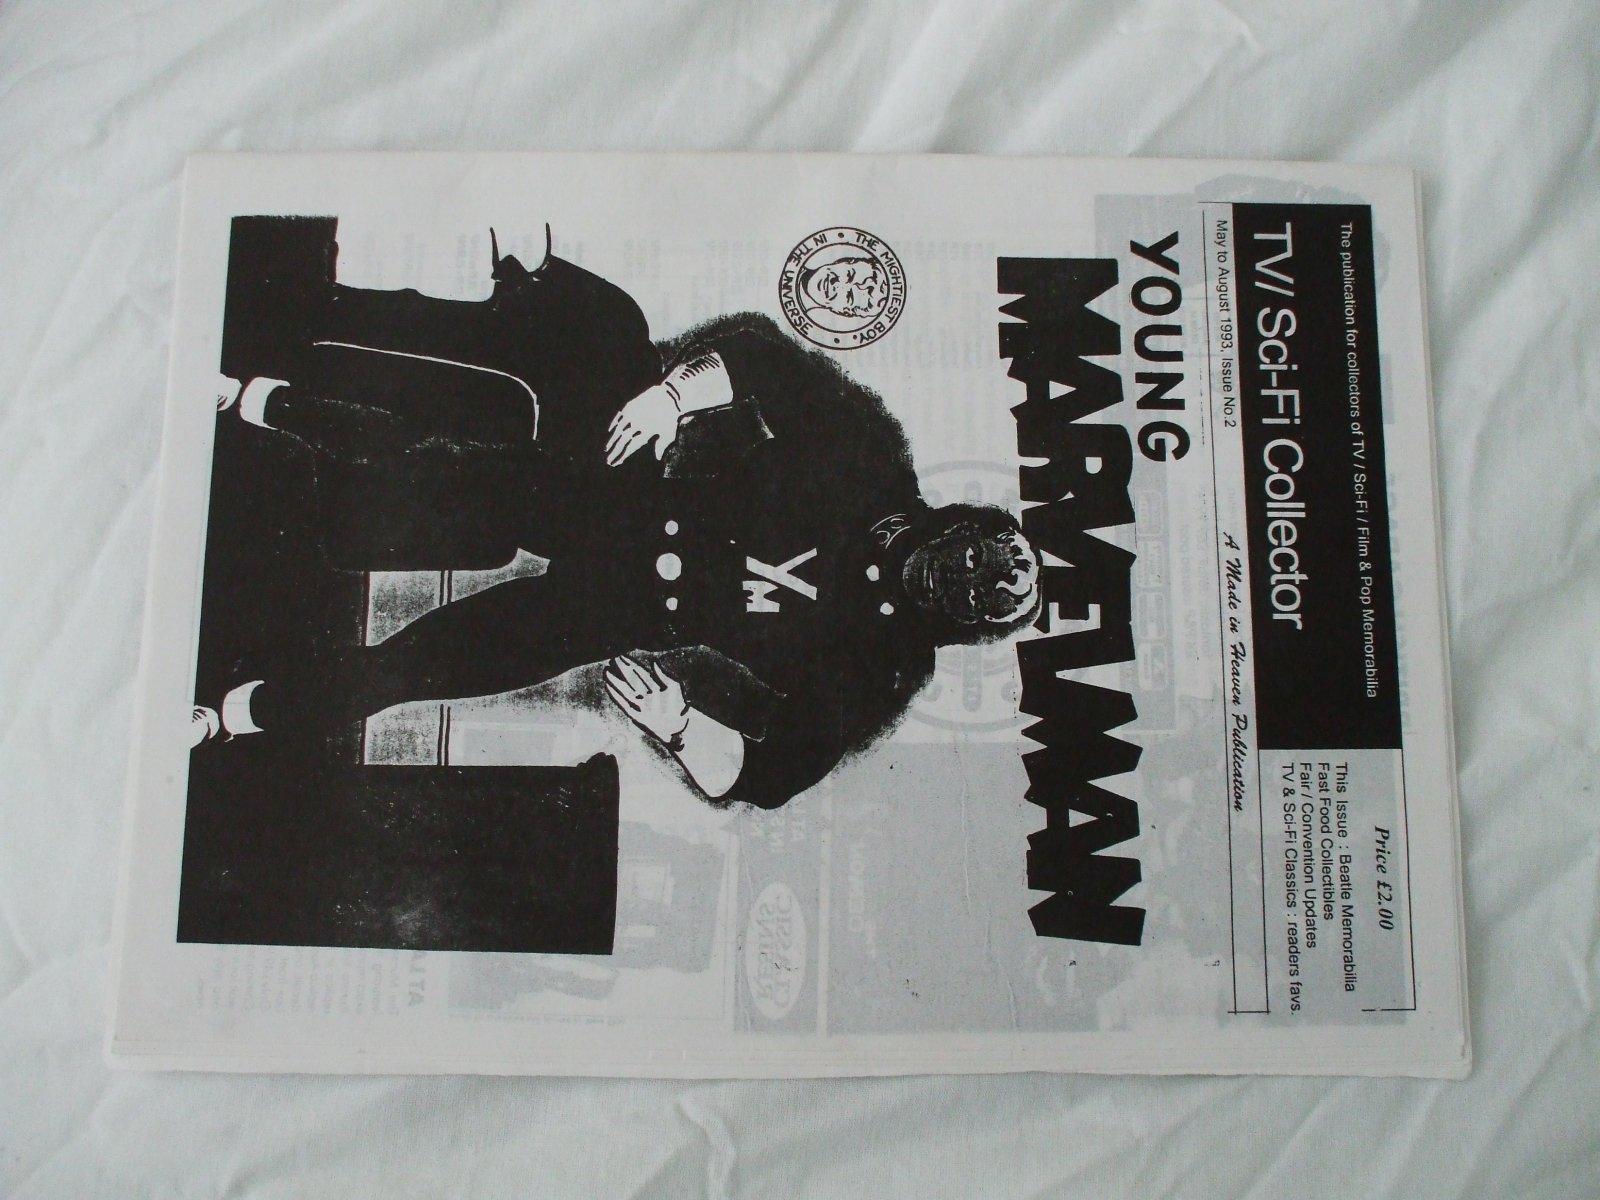 The publication for collectors of TV / Sci-Fi / Film & Pop Memorabilia
TV/ Sci-Fi Collector
Price £2.00
This Issue : Beatle Memorabilia
Fast Food Collectibles
Fair / Convention Updates
TV & Sci-Fi Classics : readers favs.
May to August 1993, Issue No.2
A Made in Heaven Publication
YOUNG
MARVELMAN
THE MIGHTIEST BOY
IN THE UNIVERSE
YM